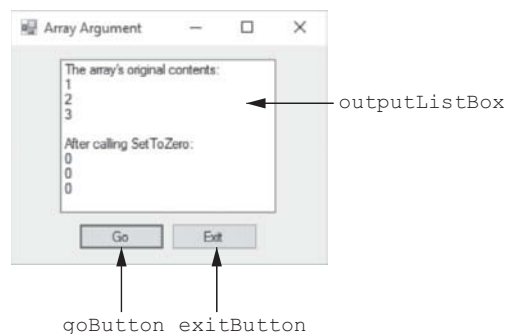 Array Argument
The array's original contents:
1
2
3
After calling SetToZero:
0
0
0
outputListBox
Go Exit
goButton exitButton